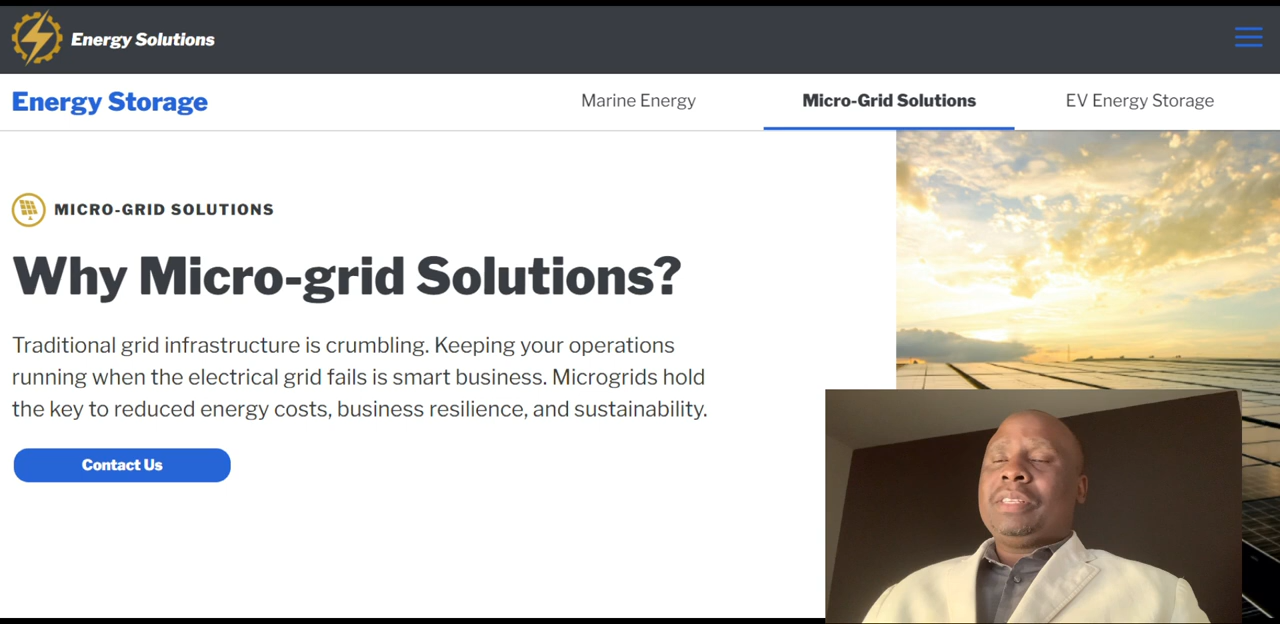 Energy Solutions
Energy Storage
Marine Energy
Micro-Grid Solutions
EV Energy Storage
MICRO-GRID SOLUTIONS
Why Micro-grid Solutions?
Traditional grid infrastructure is crumbling. Keeping your operations
running when the electrical grid fails is smart business. Microgrids hold
the key to reduced energy costs, business resilience, and sustainability.
Contact Us